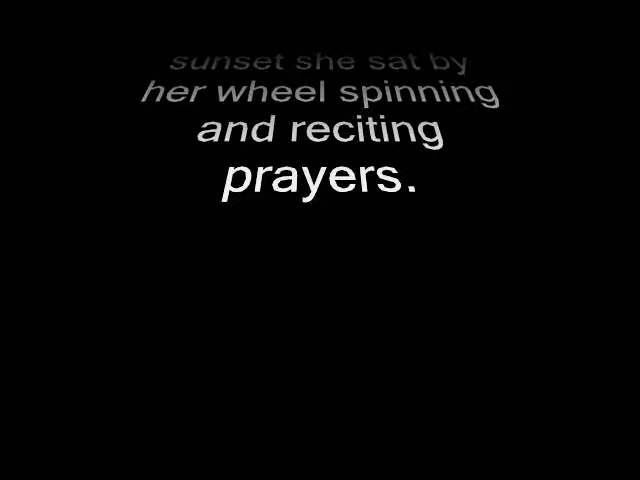 sunset she sat by
her wheel spinning
and reciting
prayers.